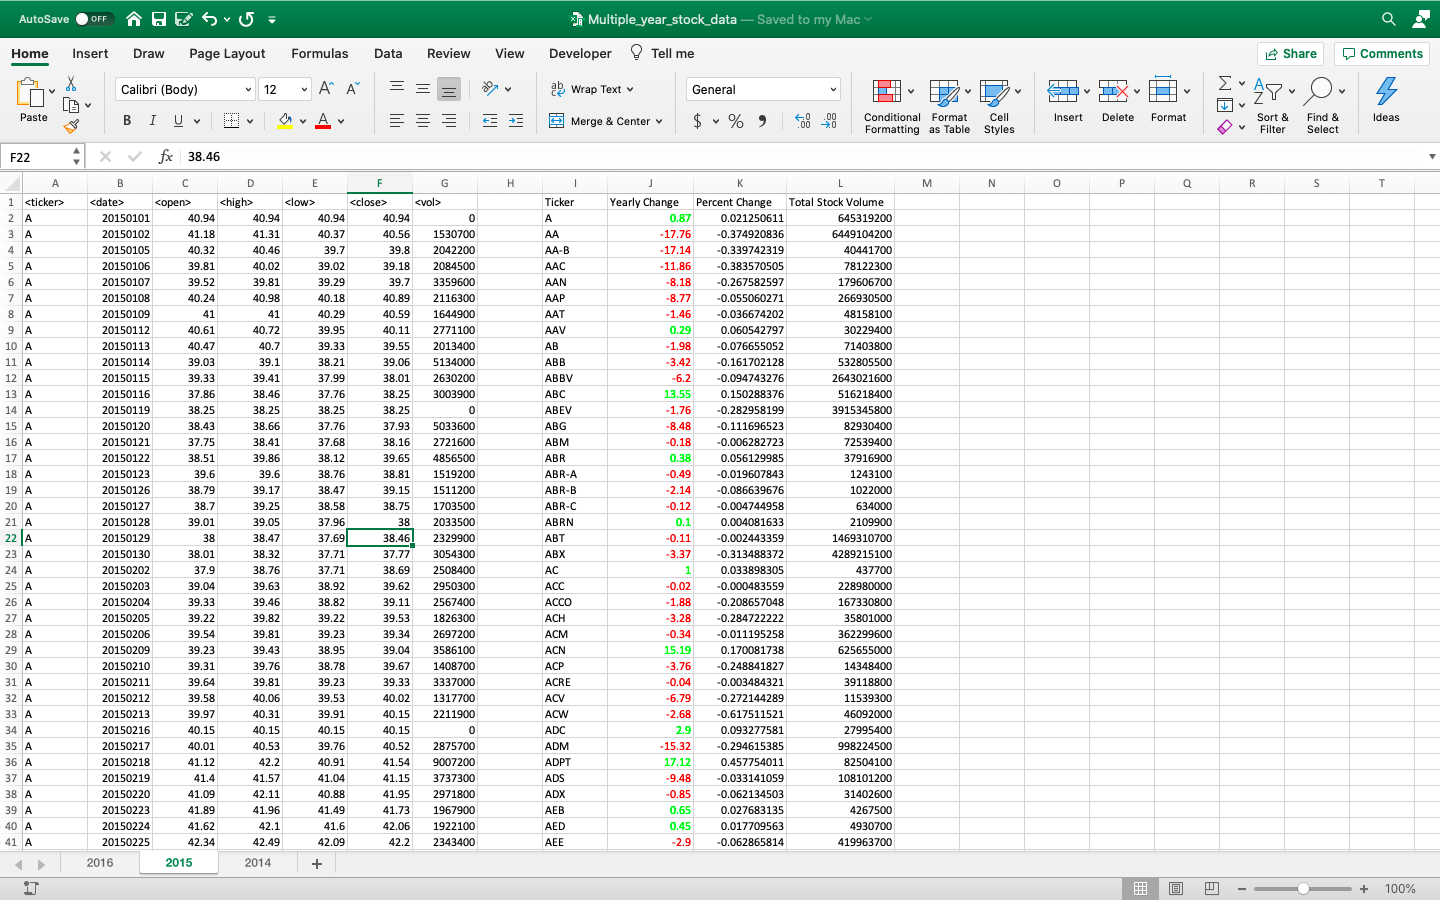 AutoSave OFF Multiple_year_stock_data — Saved to my Mac
Home Insert Draw Page Layout Formulas Data Review View Developer Tell me Share Comments
Paste Calibri (Body) 12 A A ab Wrap Text General Conditional Formatting Format as Table Cell Styles Insert Delete Format Sort & Filter Find & Select Ideas
B I U A Merge & Center $ % 9
F22 fx 38.46
A B C D E F G H I J K L M N O P Q R S T
1 <ticker> <date> <open> <high> <low> <close> <vol> Ticker Yearly Change Percent Change Total Stock Volume
2 A 20150101 40.94 40.94 40.94 40.94 0 A 0.87 0.021250611 645319200
3 A 20150102 41.18 41.31 40.37 40.56 1530700 AA -17.76 -0.374920836 6449104200
4 A 20150105 40.32 40.46 39.7 39.8 2042200 AA-B -17.14 -0.339742319 40441700
5 A 20150106 39.81 40.02 39.02 39.18 2084500 AAC -11.86 -0.383570505 78122300
6 A 20150107 39.52 39.81 39.29 39.7 3359600 AAN -8.18 -0.267582597 179606700
7 A 20150108 40.24 40.98 40.18 40.89 2116300 AAP -8.77 -0.055060271 266930500
8 A 20150109 41 41 40.29 40.59 1644900 AAT -1.46 -0.036674202 48158100
9 A 20150112 40.61 40.72 39.95 40.11 2771100 AAV 0.29 0.060542797 30229400
10 A 20150113 40.47 40.7 39.33 39.55 2013400 AB -1.98 -0.076655052 71403800
11 A 20150114 39.03 39.1 38.21 39.06 5134000 ABB -3.42 -0.161702128 532805500
12 A 20150115 39.33 39.41 37.99 38.01 2630200 ABBV -6.2 -0.094743276 2643021600
13 A 20150116 37.86 38.46 37.76 38.25 3003900 ABC 13.55 0.150288376 516218400
14 A 20150119 38.25 38.25 38.25 38.25 0 ABEV -1.76 -0.282958199 3915345800
15 A 20150120 38.43 38.66 37.76 37.93 5033600 ABG -8.48 -0.111696523 82930400
16 A 20150121 37.75 38.41 37.68 38.16 2721600 ABM -0.18 -0.006282723 72539400
17 A 20150122 38.51 39.86 38.12 39.65 4856500 ABR 0.38 0.056129985 37916900
18 A 20150123 39.6 39.6 38.76 38.81 1519200 ABR-A -0.49 -0.019607843 1243100
19 A 20150126 38.79 39.17 38.47 39.15 1511200 ABR-B -2.14 -0.086639676 1022000
20 A 20150127 38.7 39.25 38.58 38.75 1703500 ABR-C -0.12 -0.004744958 634000
21 A 20150128 39.01 39.05 37.96 38 2033500 ABRN 0.1 0.004081633 2109900
22 A 20150129 38 38.47 37.69 38.46 2329900 ABT -0.11 -0.002443359 1469310700
23 A 20150130 38.01 38.32 37.71 37.77 3054300 ABX -3.37 -0.313488372 4289215100
24 A 20150202 37.9 38.76 37.71 38.69 2508400 AC 1 0.033898305 437700
25 A 20150203 39.04 39.63 38.92 39.62 2950300 ACC -0.02 -0.000483559 228980000
26 A 20150204 39.33 39.46 38.82 39.11 2567400 ACCO -1.88 -0.208657048 167330800
27 A 20150205 39.22 39.82 39.22 39.53 1826300 ACH -3.28 -0.284722222 35801000
28 A 20150206 39.54 39.81 39.23 39.34 2697200 ACM -0.34 -0.011195258 362299600
29 A 20150209 39.23 39.43 38.95 39.04 3586100 ACN 15.19 0.170081738 625655000
30 A 20150210 39.31 39.76 38.78 39.67 1408700 ACP -3.76 -0.248841827 14348400
31 A 20150211 39.64 39.81 39.23 39.33 3337000 ACRE -0.04 -0.003484321 39118800
32 A 20150212 39.58 40.06 39.53 40.02 1317700 ACV -6.79 -0.272144289 11539300
33 A 20150213 39.97 40.31 39.91 40.15 2211900 ACW -2.68 -0.617511521 46092000
34 A 20150216 40.15 40.15 40.15 40.15 0 ADC 2.9 0.093277581 27995400
35 A 20150217 40.01 40.53 39.76 40.52 2875700 ADM -15.32 -0.294615385 998224500
36 A 20150218 41.12 42.2 40.91 41.54 9007200 ADPT 17.12 0.457754011 82504100
37 A 20150219 41.4 41.57 41.04 41.15 3737300 ADS -9.48 -0.033141059 108101200
38 A 20150220 41.09 42.11 40.88 41.95 2971800 ADX -0.85 -0.062134503 31402600
39 A 20150223 41.89 41.96 41.49 41.73 1967900 AEB 0.65 0.027683135 4267500
40 A 20150224 41.62 42.1 41.6 42.06 1922100 AED 0.45 0.017709563 4930700
41 A 20150225 42.34 42.49 42.09 42.2 2343400 AEE -2.9 -0.062865814 419963700
2016 2015 2014 +
100%